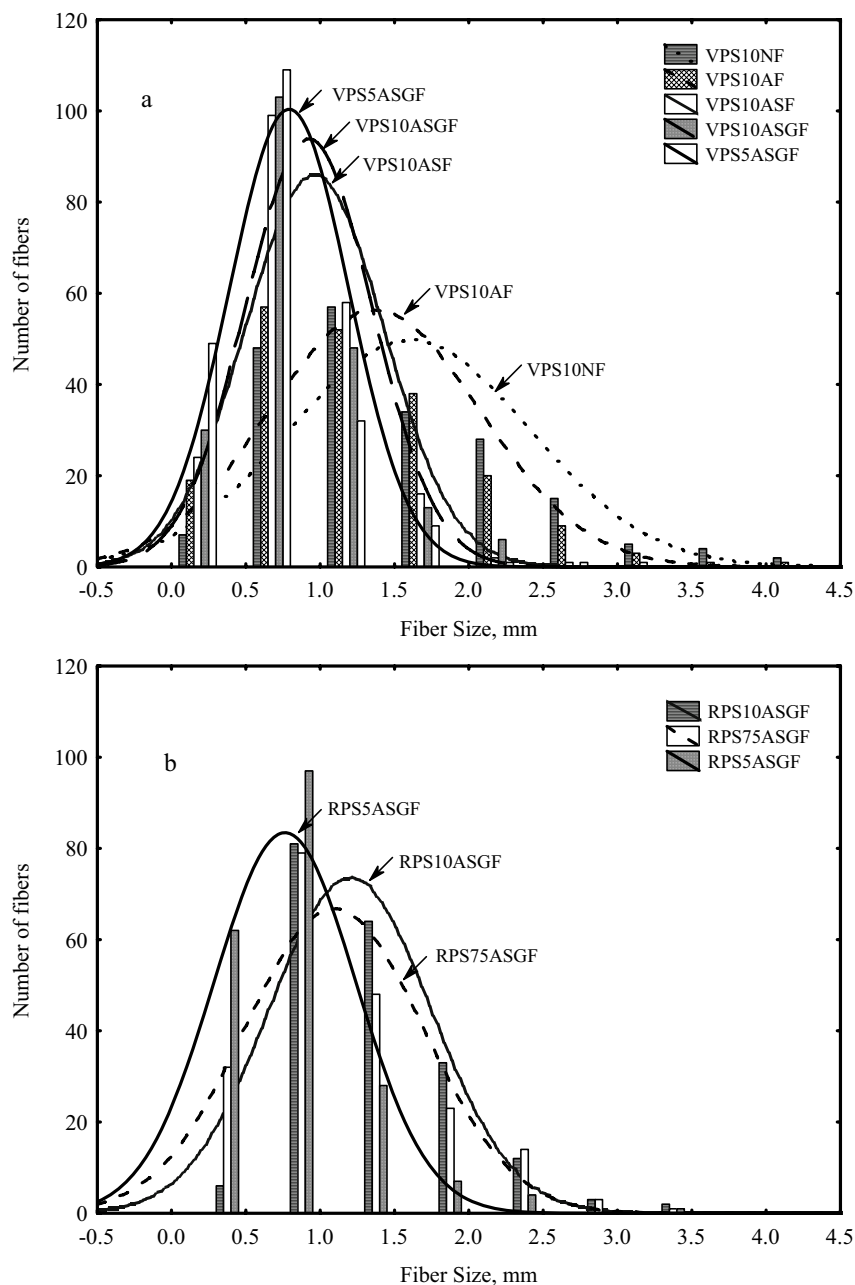 120
100
80
60
40
20
0
Number of fibers
a
VPS5ASGF
VPS10ASGF
VPS10ASF
VPS10AF
VPS10NF
VPS10NF
VPS10AF
VPS10ASF
VPS10ASGF
VPS5ASGF
-0.5 0.0 0.5 1.0 1.5 2.0 2.5 3.0 3.5 4.0 4.5
Fiber Size, mm
120
100
80
60
40
20
0
Number of fibers
b
RPS5ASGF
RPS10ASGF
RPS75ASGF
RPS10ASGF
RPS75ASGF
RPS5ASGF
-0.5 0.0 0.5 1.0 1.5 2.0 2.5 3.0 3.5 4.0 4.5
Fiber Size, mm